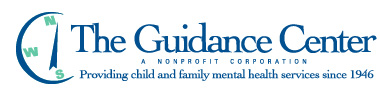 N
W
S
The Guidance Center
A NONPROFIT CORPORATION
Providing child and family mental health services since 1946